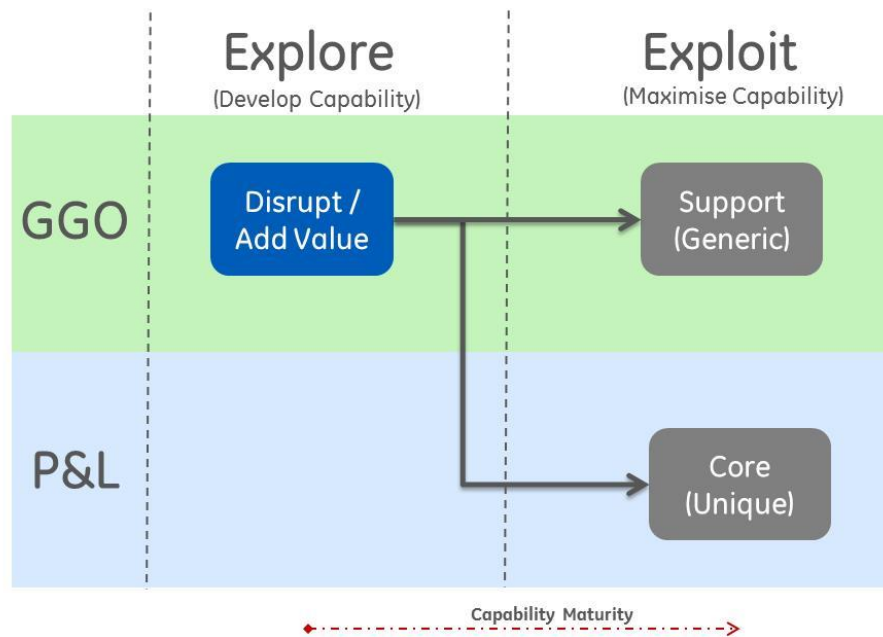 Explore
(Develop Capability)
Exploit
(Maximise Capability)
GGO
Disrupt /
Add Value
Support
(Generic)
P&L
Core
(Unique)
Capability Maturity